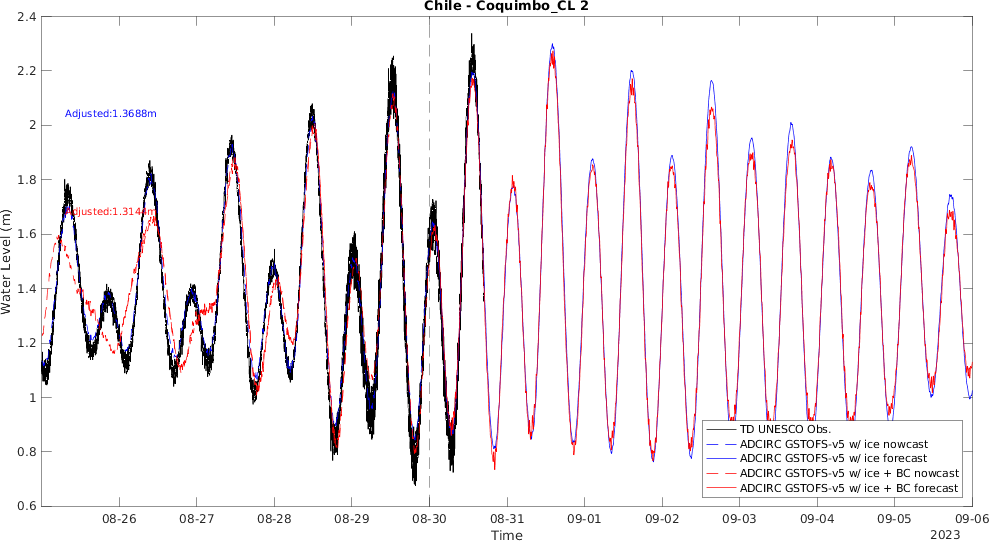 Chile - Coquimbo_CL 2
2.4
2.2
2
1.8
1.6
1.4
1.2
1
0.8
0.6
Water Level (m)
Adjusted:1.3688m
Adjusted:1.3144m
TD UNESCO Obs.
ADCIRC GSTOFS-v5 w/ ice nowcast
ADCIRC GSTOFS-v5 w/ ice forecast
ADCIRC GSTOFS-v5 w/ ice + BC nowcast
ADCIRC GSTOFS-v5 w/ ice + BC forecast
08-26 08-27 08-28 08-29 08-30 08-31 09-01 09-02 09-03 09-04 09-05 09-06
Time
2023